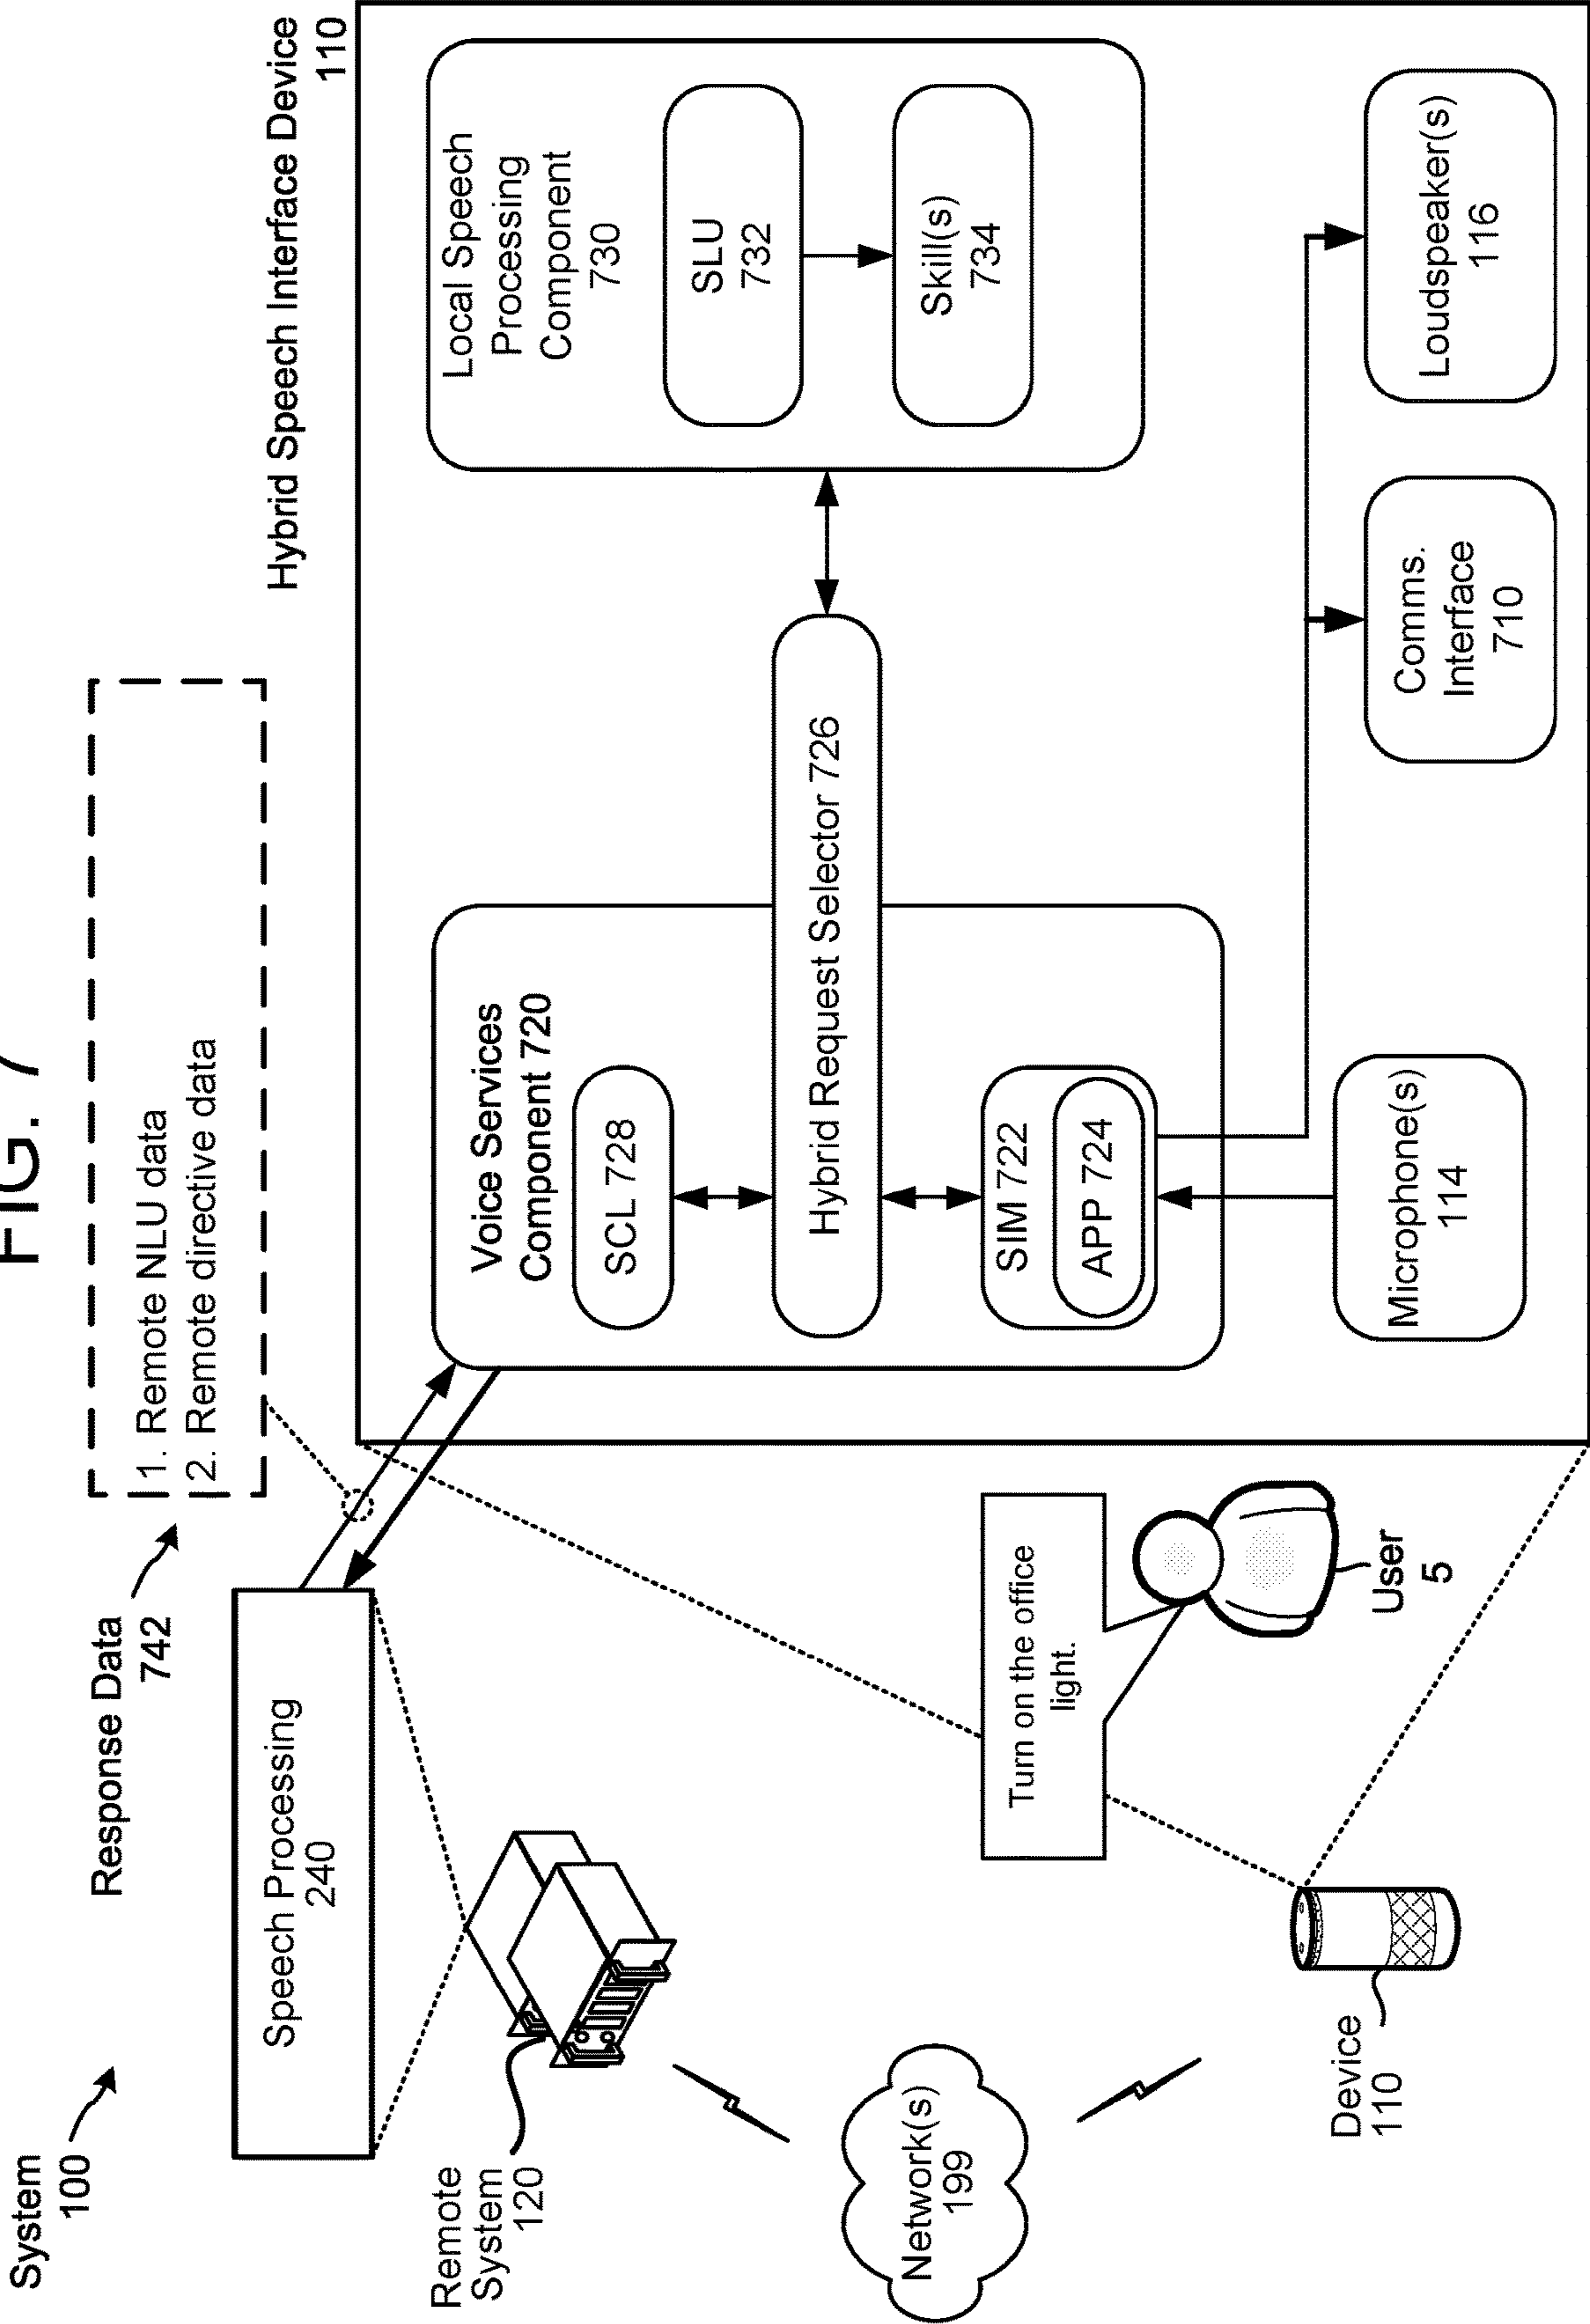 FIG. 7
System
100
Response Data
742
1. Remote NLU data
2. Remote directive data
Speech Processing
240
Hybrid Speech Interface Device
110
Remote
System
120
Voice Services
Component 720
SCL 728
Hybrid Request Selector 726
SIM 722
APP 724
Local Speech
Processing
Component
730
SLU
732
Skill(s)
734
Network(s)
199
Turn on the office
light.
User
5
Device
110
Microphone(s)
114
Comms.
Interface
710
Loudspeaker(s)
116